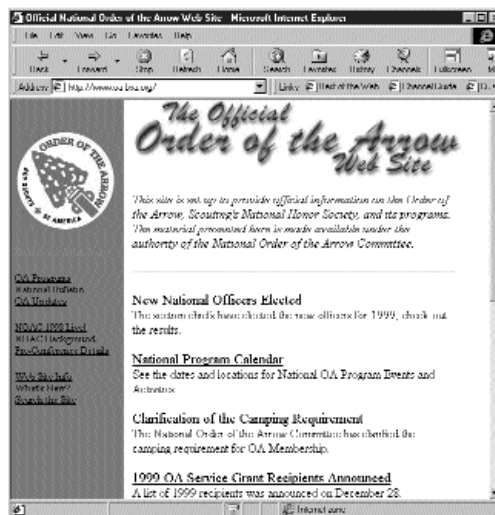 Official National Order of the Arrow Web Site - Microsoft Internet Explorer
File Edit View Go Favorites Help
Back Forward Stop Refresh Home Search Favorites History Channels Fullscreen
Address http://www.oa-bsa.org/ Links Best of the Web Channel Guide
The Official
Order of the Arrow
Web Site
ORDER OF THE ARROW
BOY SCOUTS OF AMERICA
This site is set up to provide official information on the Order of
the Arrow, Scouting's National Honor Society, and its programs.
The material presented here is made available under the
authority of the National Order of the Arrow Committee.
OA Programs
National Bulletin
OA Updates
NOAC 1998 Live!
NOAC Background
Pre-Conference Details
Web Site Info
What's New?
Search the Site
New National Officers Elected
The section chiefs have elected the new officers for 1999, check out
the results.
National Program Calendar
See the dates and locations for National OA Program Events and
Activities
Clarification of the Camping Requirement
The National Order of the Arrow Committee has clarified the
camping requirement for OA Membership.
1999 OA Service Grant Recipients Announced
A list of 1999 recipients was announced on December 28.
Internet zone